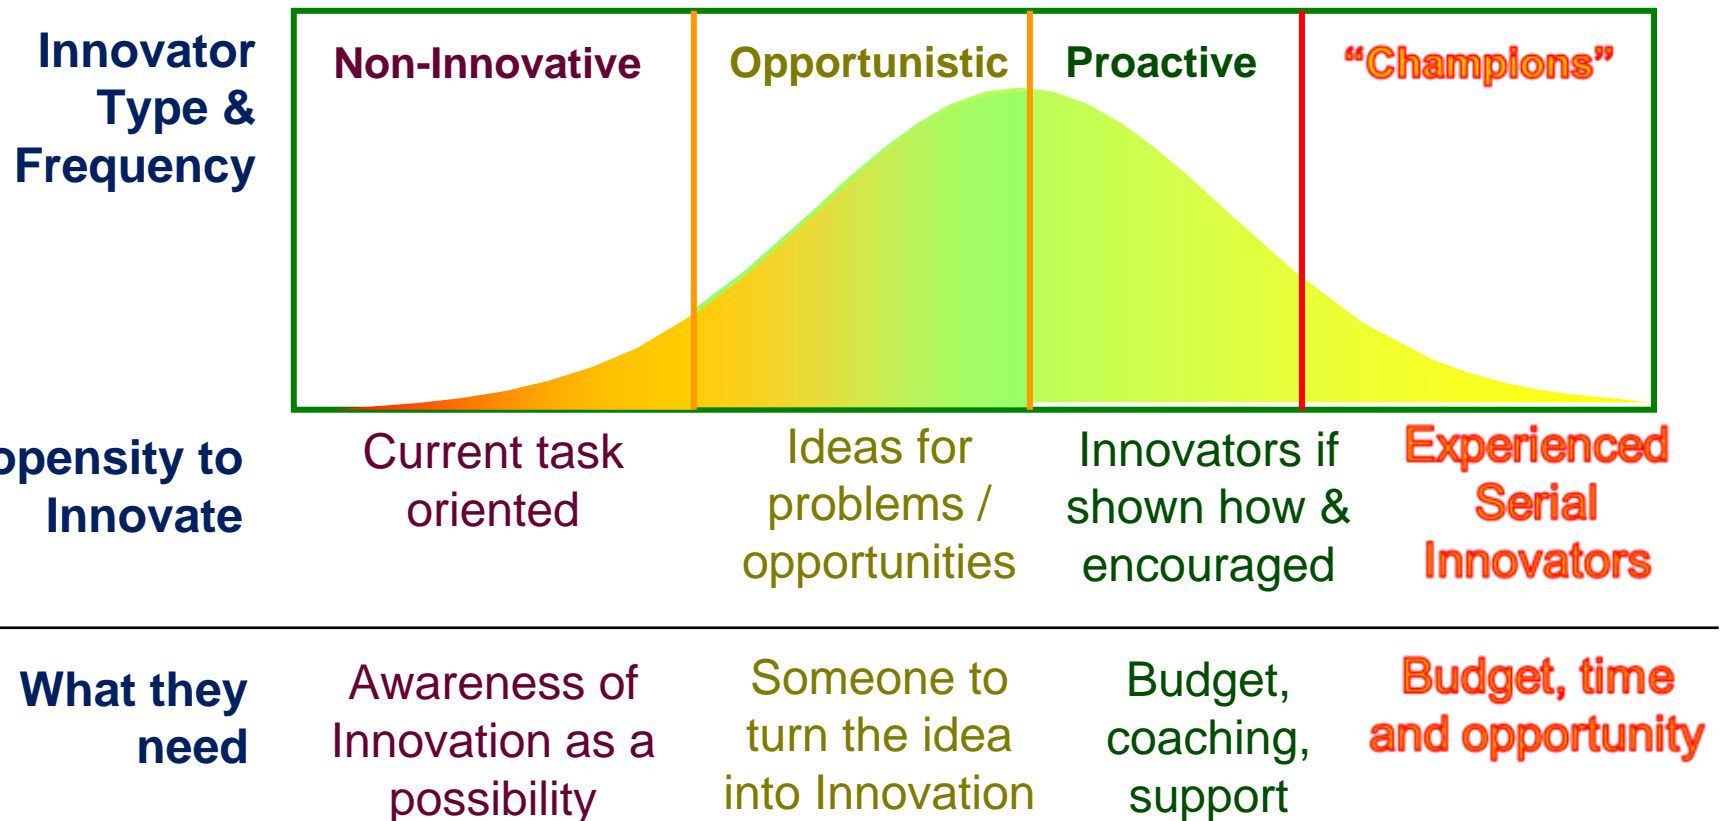 Innovator
Type &
Frequency
Non-Innovative
Opportunistic
Proactive
“Champions”
opensity to
Innovate
Current task
oriented
Ideas for
problems /
opportunities
Innovators if
shown how &
encouraged
Experienced
Serial
Innovators
What they
need
Awareness of
Innovation as a
possibility
Someone to
turn the idea
into Innovation
Budget,
coaching,
support
Budget, time
and opportunity